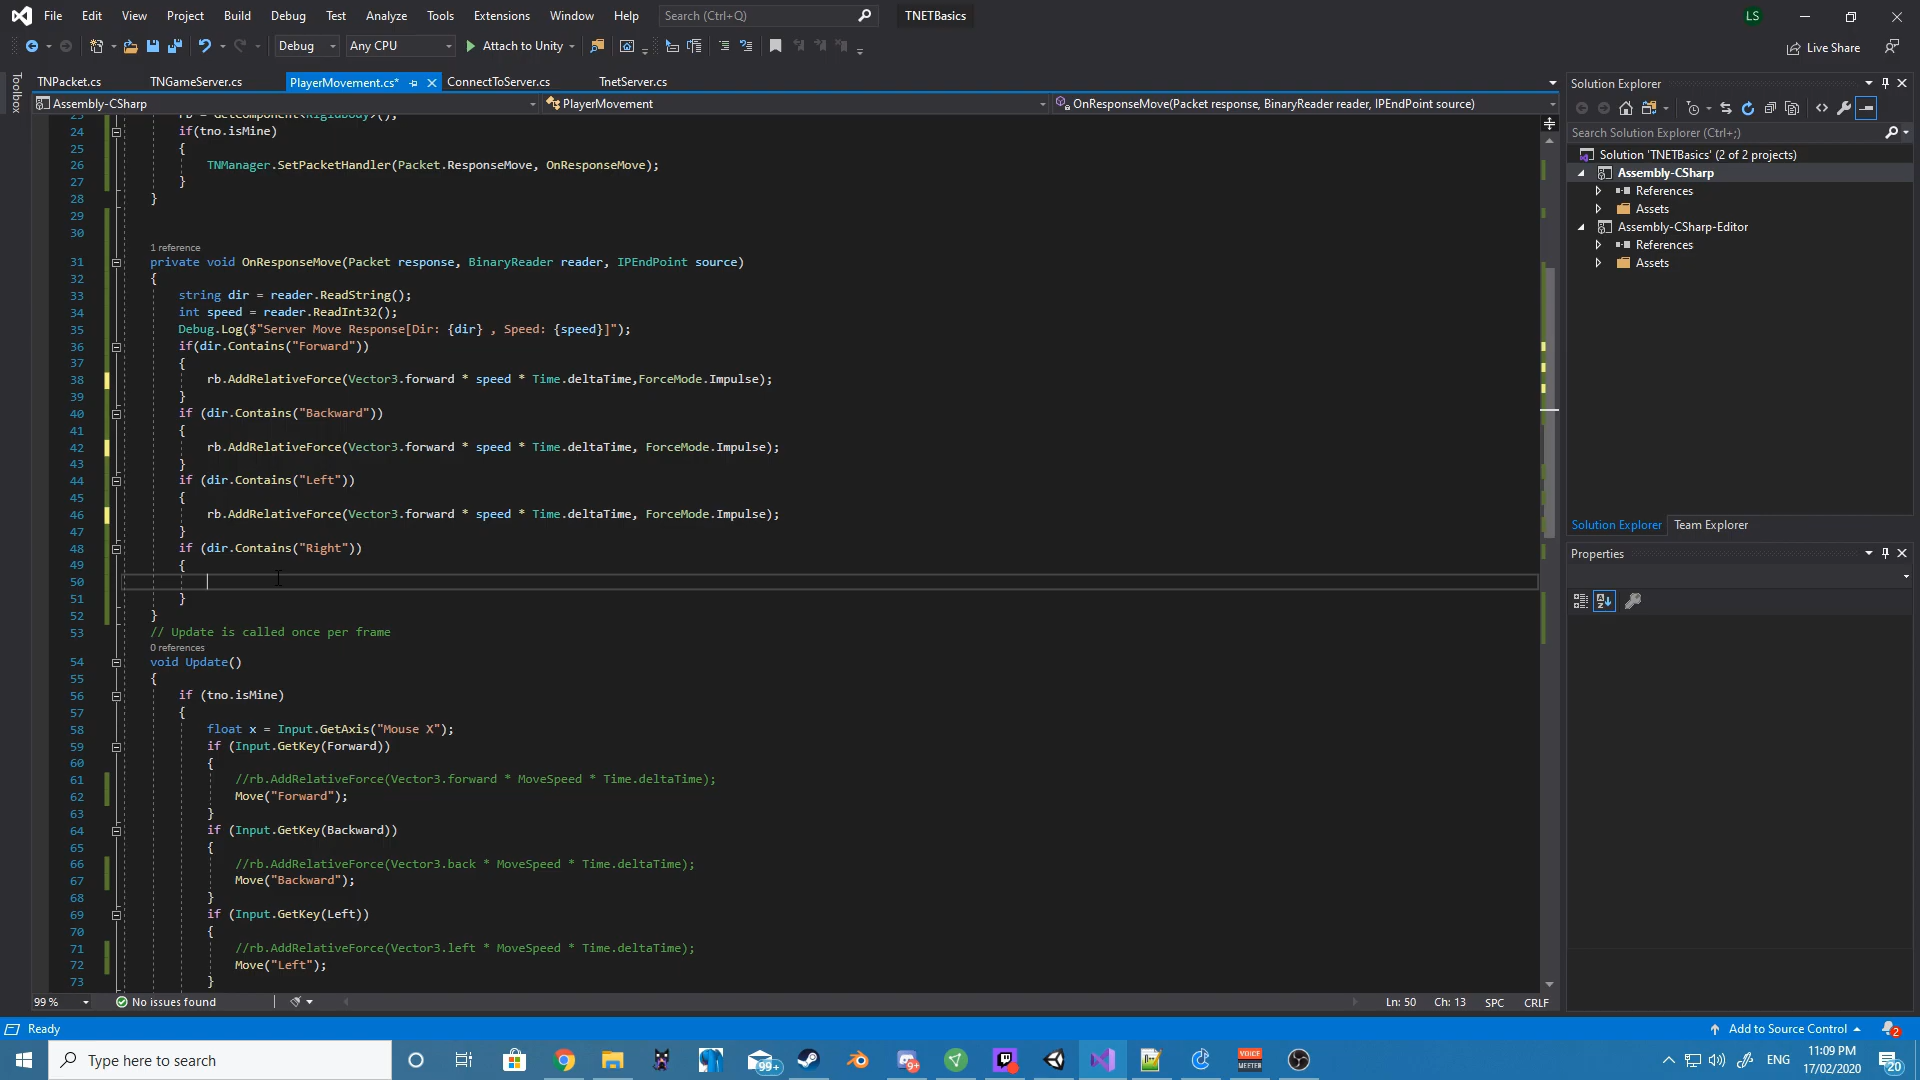 File Edit View Project Build Debug Test Analyze Tools Extensions Window Help Search (Ctrl+Q) TNETBasics LS
Debug Any CPU Attach to Unity Live Share
Toolbox
TNPacket.cs TNGameServer.cs PlayerMovement.cs* ConnectToServer.cs TnetServer.cs
Assembly-CSharp PlayerMovement OnResponseMove(Packet response, BinaryReader reader, IPEndPoint source)
23 rb = GetComponent<Rigidbody>();
24 if(tno.isMine)
25 {
26 TNManager.SetPacketHandler(Packet.ResponseMove, OnResponseMove);
27 }
28 }
29
30
1 reference
31 private void OnResponseMove(Packet response, BinaryReader reader, IPEndPoint source)
32 {
33 string dir = reader.ReadString();
34 int speed = reader.ReadInt32();
35 Debug.Log($"Server Move Response[Dir: {dir} , Speed: {speed}]");
36 if(dir.Contains("Forward"))
37 {
38 rb.AddRelativeForce(Vector3.forward * speed * Time.deltaTime,ForceMode.Impulse);
39 }
40 if (dir.Contains("Backward"))
41 {
42 rb.AddRelativeForce(Vector3.forward * speed * Time.deltaTime, ForceMode.Impulse);
43 }
44 if (dir.Contains("Left"))
45 {
46 rb.AddRelativeForce(Vector3.forward * speed * Time.deltaTime, ForceMode.Impulse);
47 }
48 if (dir.Contains("Right"))
49 {
50
51 }
52 }
53 // Update is called once per frame
0 references
54 void Update()
55 {
56 if (tno.isMine)
57 {
58 float x = Input.GetAxis("Mouse X");
59 if (Input.GetKey(Forward))
60 {
61 //rb.AddRelativeForce(Vector3.forward * MoveSpeed * Time.deltaTime);
62 Move("Forward");
63 }
64 if (Input.GetKey(Backward))
65 {
66 //rb.AddRelativeForce(Vector3.back * MoveSpeed * Time.deltaTime);
67 Move("Backward");
68 }
69 if (Input.GetKey(Left))
70 {
71 //rb.AddRelativeForce(Vector3.left * MoveSpeed * Time.deltaTime);
72 Move("Left");
73 }
99 % No issues found Ln: 50 Ch: 13 SPC CRLF
Solution Explorer
Search Solution Explorer (Ctrl+;)
Solution 'TNETBasics' (2 of 2 projects)
Assembly-CSharp
References
Assets
Assembly-CSharp-Editor
References
Assets
Solution Explorer Team Explorer
Properties
Ready Add to Source Control 2
Type here to search 99+ 9+ VOICE MEETER ENG 11:09 PM 17/02/2020 20